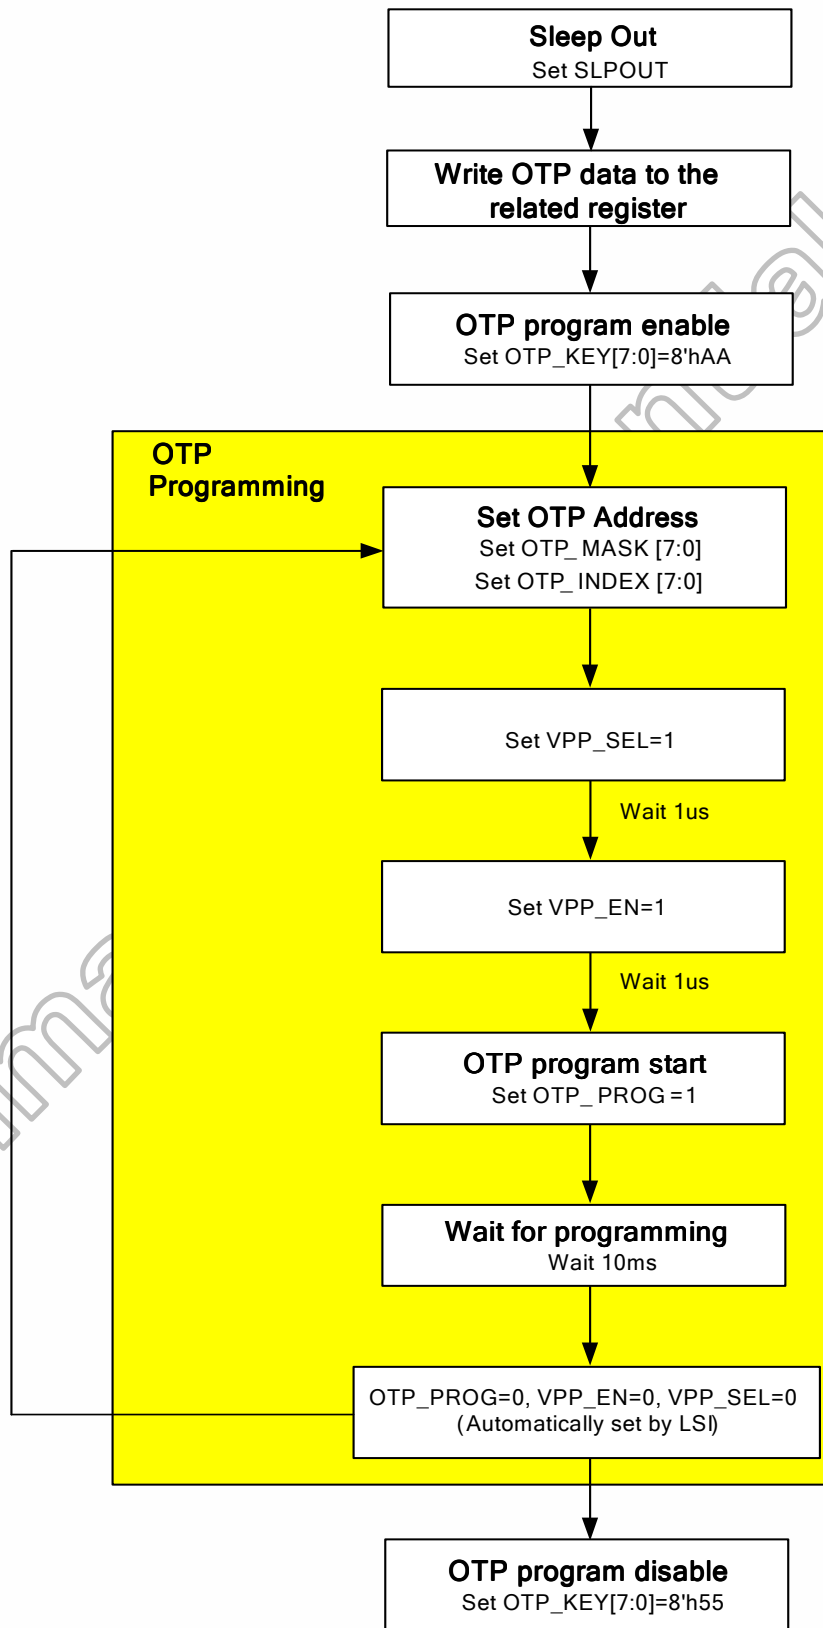 Sleep Out
Set SLPOUT
Write OTP data to the
related register
OTP program enable
Set OTP_KEY[7:0]=8'hAA
OTP
Programming
Set OTP Address
Set OTP_ MASK [7:0]
Set OTP_ INDEX [7:0]
Set VPP_SEL=1
Wait 1us
Set VPP_EN=1
Wait 1us
OTP program start
Set OTP_ PROG =1
Wait for programming
Wait 10ms
OTP_PROG=0, VPP_EN=0, VPP_SEL=0
(Automatically set by LSI)
OTP program disable
Set OTP_KEY[7:0]=8'h55